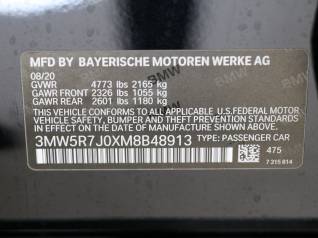 MFD BY BAYERISCHE MOTOREN WERKE AG
08/20
GVWR 4773 lbs 2165 kg
GAWR FRONT 2326 lbs 1055 kg
GAWR REAR 2601 lbs 1180 kg
THIS VEHICLE CONFORMS TO ALL APPLICABLE
U.S. FEDERAL MOTOR VEHICLE
SAFETY, BUMPER AND THEFT PREVENTION STANDARDS
IN EFFECT ON THE DATE OF MANUFACTURE SHOWN ABOVE.
3MW5R7J0XM8B48913 TYPE: PASSENGER CAR
475
7 315 814